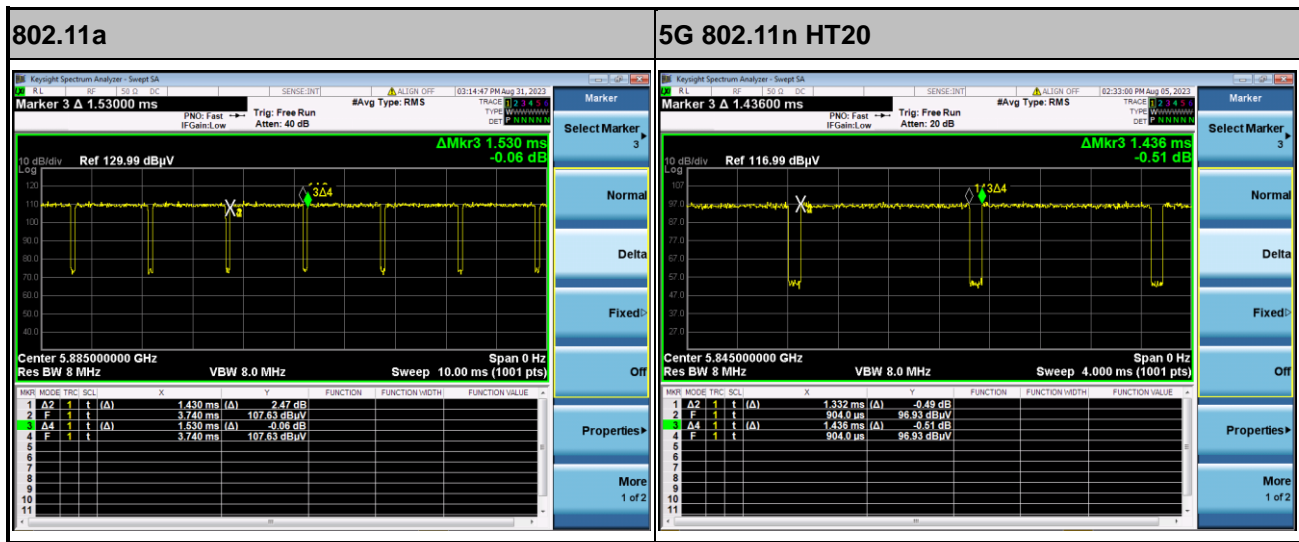 802.11a
Keysight Spectrum Analyzer - Swept SA
RL RF 50 Ω DC SENSE:INT ALIGN OFF 03:14:47 PM Aug 31, 2023
Marker 3 Δ 1.53000 ms #Avg Type: RMS TRACE 1 2 3 4 5 6
PNO: Fast Trig: Free Run TYPE WWWWWW
IFGain:Low Atten: 40 dB DET P N N N N N
ΔMkr3 1.530 ms
-0.06 dB
10 dB/div Ref 129.99 dBµV
Log
120
110
100
90.0
80.0
70.0
60.0
50.0
40.0
3Δ4
Center 5.885000000 GHz Span 0 Hz
Res BW 8 MHz VBW 8.0 MHz Sweep 10.00 ms (1001 pts)
MKR MODE TRC SCL X Y FUNCTION FUNCTION WIDTH FUNCTION VALUE
1 Δ2 1 t (Δ) 1.430 ms (Δ) 2.47 dB
2 F 1 t 3.740 ms 107.63 dBµV
3 Δ4 1 t (Δ) 1.530 ms (Δ) -0.06 dB
4 F 1 t 3.740 ms 107.63 dBµV
5
6
7
8
9
10
11
Marker
Select Marker
3
Normal
Delta
Fixed
Off
Properties
More
1 of 2
5G 802.11n HT20
Keysight Spectrum Analyzer - Swept SA
RL RF 50 Ω DC SENSE:INT ALIGN OFF 02:33:00 PM Aug 05, 2023
Marker 3 Δ 1.43600 ms #Avg Type: RMS TRACE 1 2 3 4 5 6
PNO: Fast Trig: Free Run TYPE WWWWWW
IFGain:Low Atten: 20 dB DET P N N N N N
ΔMkr3 1.436 ms
-0.51 dB
10 dB/div Ref 116.99 dBµV
Log
107
97.0
87.0
77.0
67.0
57.0
47.0
37.0
27.0
3Δ4
Center 5.845000000 GHz Span 0 Hz
Res BW 8 MHz VBW 8.0 MHz Sweep 4.000 ms (1001 pts)
MKR MODE TRC SCL X Y FUNCTION FUNCTION WIDTH FUNCTION VALUE
1 Δ2 1 t (Δ) 1.332 ms (Δ) -0.49 dB
2 F 1 t 904.0 µs 96.93 dBµV
3 Δ4 1 t (Δ) 1.436 ms (Δ) -0.51 dB
4 F 1 t 904.0 µs 96.93 dBµV
5
6
7
8
9
10
11
Marker
Select Marker
3
Normal
Delta
Fixed
Off
Properties
More
1 of 2